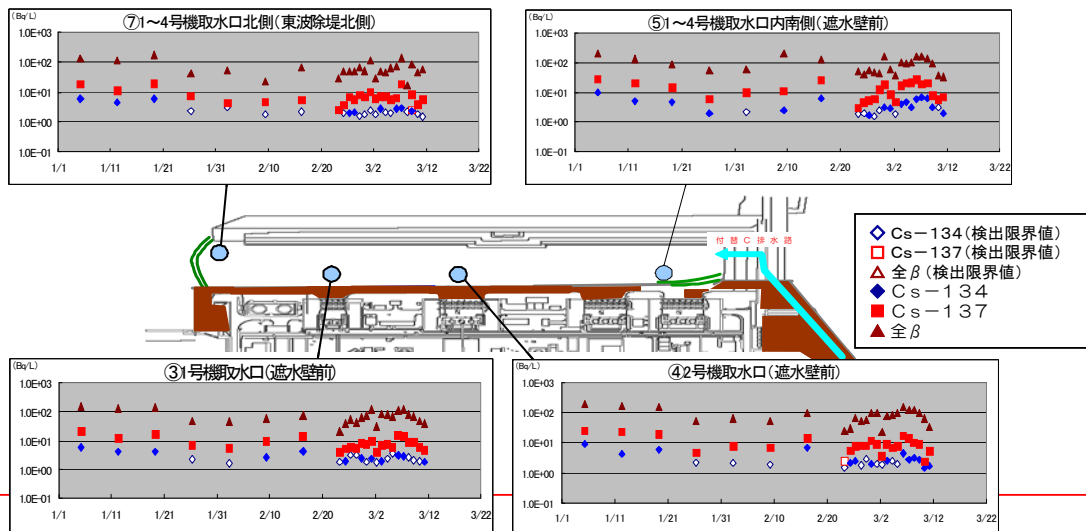 (Bq/L)
⑦1～4号機取水口北側(東波除堤北側)
1.0E+03
1.0E+02
1.0E+01
1.0E+00
1.0E-01
1/1 1/11 1/21 1/31 2/10 2/20 3/2 3/12 3/22
(Bq/L)
⑤1～4号機取水口内南側(遮水壁前)
1.0E+03
1.0E+02
1.0E+01
1.0E+00
1.0E-01
1/1 1/11 1/21 1/31 2/10 2/20 3/2 3/12 3/22
付替C排水路
Cs-134(検出限界値)
Cs-137(検出限界値)
全β(検出限界値)
Cs-134
Cs-137
全β
(Bq/L)
③1号機取水口(遮水壁前)
1.0E+03
1.0E+02
1.0E+01
1.0E+00
1.0E-01
1/1 1/11 1/21 1/31 2/10 2/20 3/2 3/12 3/22
(Bq/L)
④2号機取水口(遮水壁前)
1.0E+03
1.0E+02
1.0E+01
1.0E+00
1.0E-01
1/1 1/11 1/21 1/31 2/10 2/20 3/2 3/12 3/22